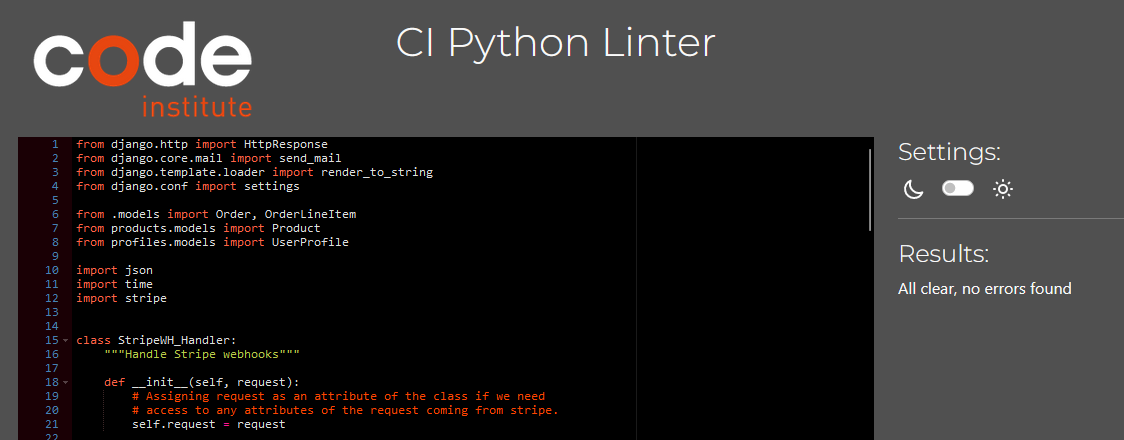 code
institute
CI Python Linter
1 from django.http import HttpResponse
2 from django.core.mail import send_mail
3 from django.template.loader import render_to_string
4 from django.conf import settings
5
6 from .models import Order, OrderLineItem
7 from products.models import Product
8 from profiles.models import UserProfile
9
10 import json
11 import time
12 import stripe
13
14
15 class StripeWH_Handler:
16 """Handle Stripe webhooks"""
17
18 def __init__(self, request):
19 # Assigning request as an attribute of the class if we need
20 # access to any attributes of the request coming from stripe.
21 self.request = request
22
Settings:
Results:
All clear, no errors found